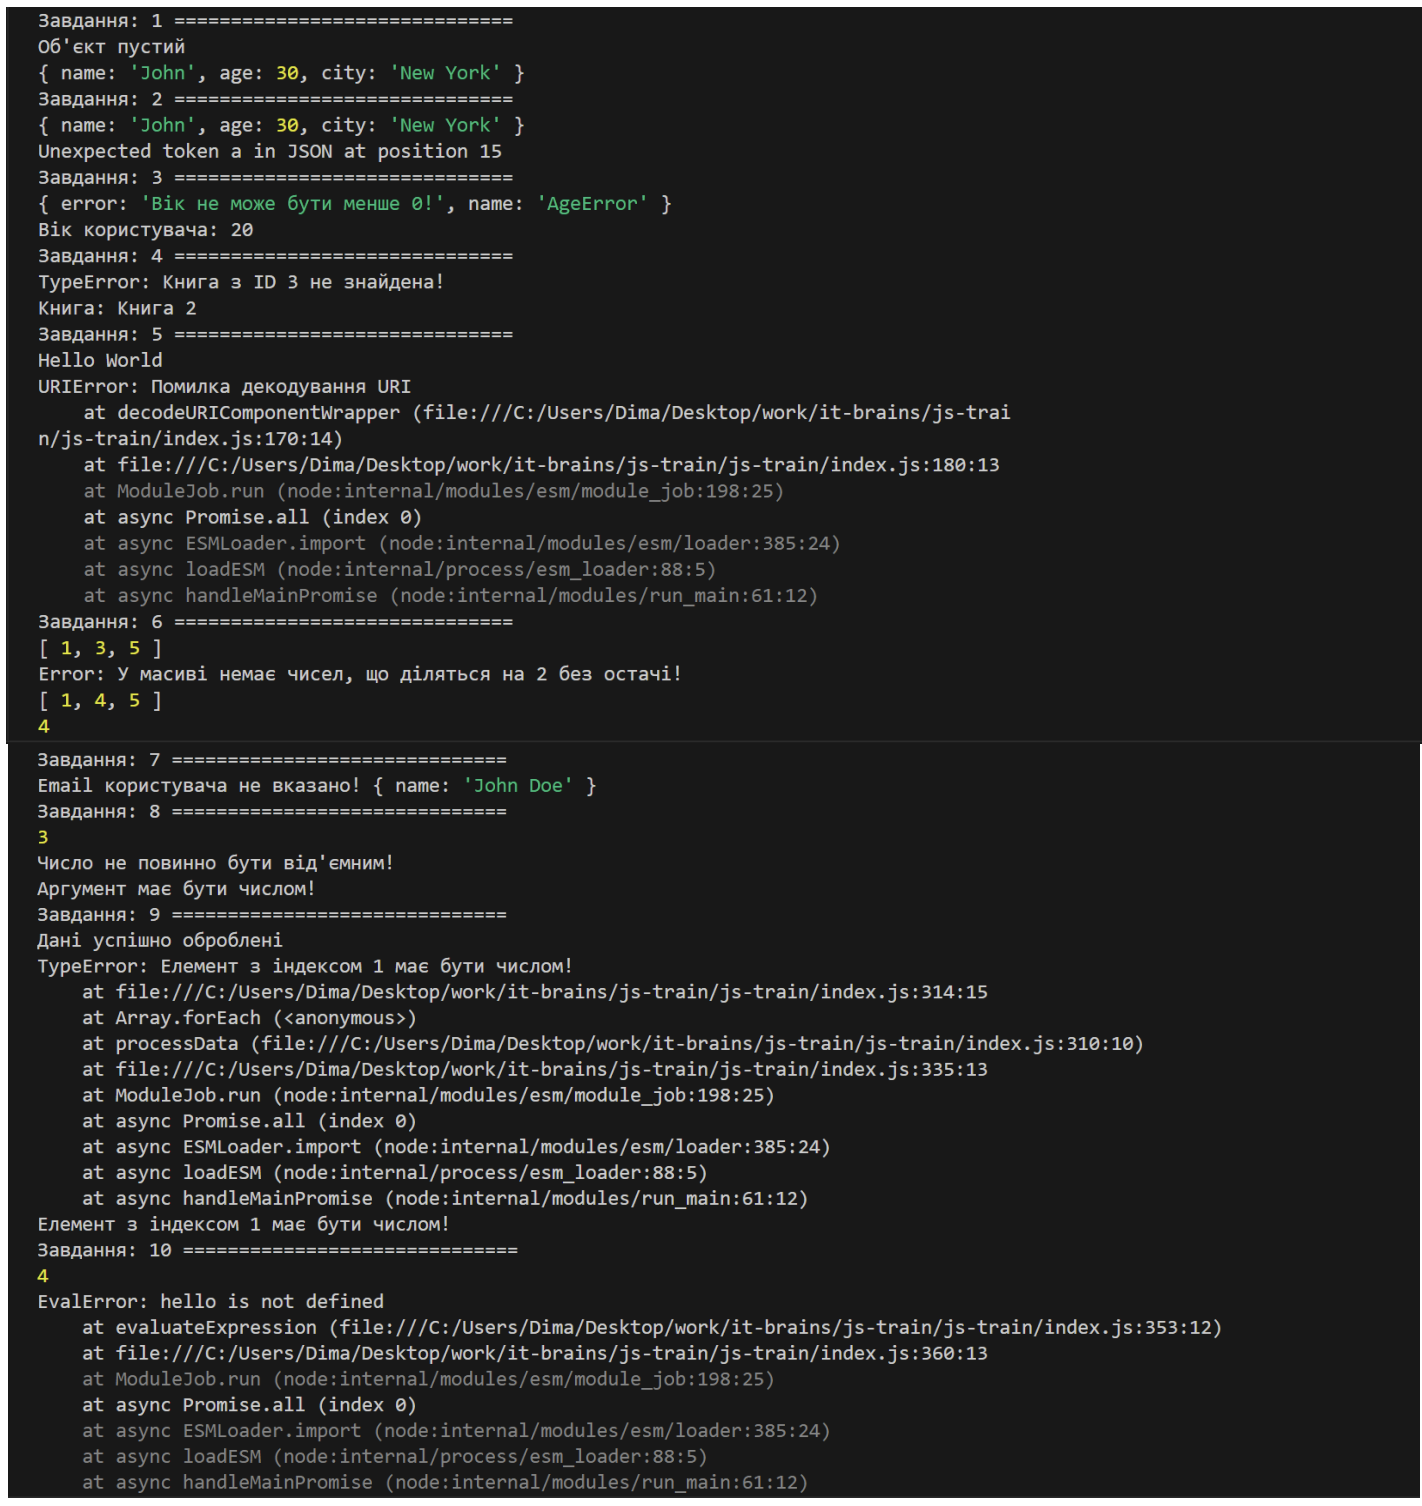 Завдання: 1 ==============================
Об'єкт пустий
{ name: 'John', age: 30, city: 'New York' }
Завдання: 2 ==============================
{ name: 'John', age: 30, city: 'New York' }
Unexpected token a in JSON at position 15
Завдання: 3 ==============================
{ error: 'Вік не може бути менше 0!', name: 'AgeError' }
Вік користувача: 20
Завдання: 4 ==============================
TypeError: Книга з ID 3 не знайдена!
Книга: Книга 2
Завдання: 5 ==============================
Hello World
URIError: Помилка декодування URI
    at decodeURIComponentWrapper (file:///C:/Users/Dima/Desktop/work/it-brains/js-trai
n/js-train/index.js:170:14)
    at file:///C:/Users/Dima/Desktop/work/it-brains/js-train/js-train/index.js:180:13
    at ModuleJob.run (node:internal/modules/esm/module_job:198:25)
    at async Promise.all (index 0)
    at async ESMLoader.import (node:internal/modules/esm/loader:385:24)
    at async loadESM (node:internal/process/esm_loader:88:5)
    at async handleMainPromise (node:internal/modules/run_main:61:12)
Завдання: 6 ==============================
[ 1, 3, 5 ]
Error: У масиві немає чисел, що діляться на 2 без остачі!
[ 1, 4, 5 ]
4
Завдання: 7 ==============================
Email користувача не вказано! { name: 'John Doe' }
Завдання: 8 ==============================
3
Число не повинно бути від'ємним!
Аргумент має бути числом!
Завдання: 9 ==============================
Дані успішно оброблені
TypeError: Елемент з індексом 1 має бути числом!
    at file:///C:/Users/Dima/Desktop/work/it-brains/js-train/js-train/index.js:314:15
    at Array.forEach (<anonymous>)
    at processData (file:///C:/Users/Dima/Desktop/work/it-brains/js-train/js-train/index.js:310:10)
    at file:///C:/Users/Dima/Desktop/work/it-brains/js-train/js-train/index.js:335:13
    at ModuleJob.run (node:internal/modules/esm/module_job:198:25)
    at async Promise.all (index 0)
    at async ESMLoader.import (node:internal/modules/esm/loader:385:24)
    at async loadESM (node:internal/process/esm_loader:88:5)
    at async handleMainPromise (node:internal/modules/run_main:61:12)
Елемент з індексом 1 має бути числом!
Завдання: 10 ==============================
4
EvalError: hello is not defined
    at evaluateExpression (file:///C:/Users/Dima/Desktop/work/it-brains/js-train/js-train/index.js:353:12)
    at file:///C:/Users/Dima/Desktop/work/it-brains/js-train/js-train/index.js:360:13
    at ModuleJob.run (node:internal/modules/esm/module_job:198:25)
    at async Promise.all (index 0)
    at async ESMLoader.import (node:internal/modules/esm/loader:385:24)
    at async loadESM (node:internal/process/esm_loader:88:5)
    at async handleMainPromise (node:internal/modules/run_main:61:12)